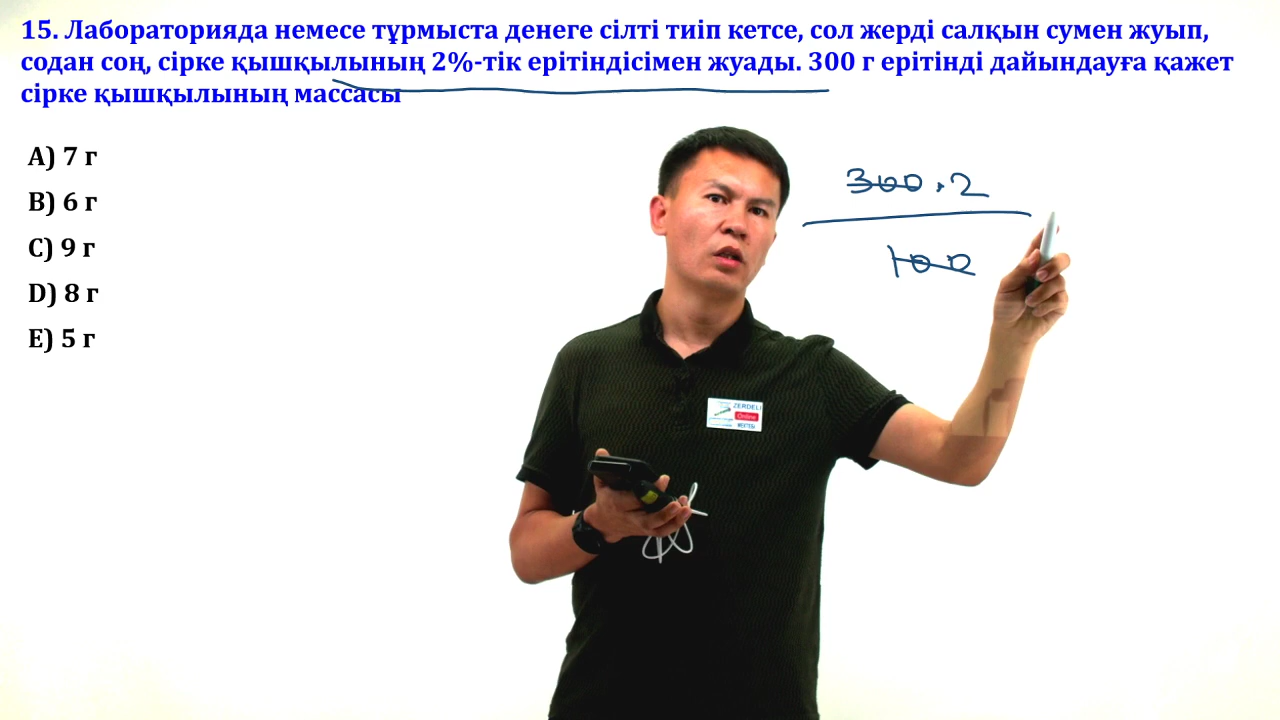 15. Лабораторияда немесе тұрмыста денеге сілті тиіп кетсе, сол жерді салқын сумен жуып,
содан соң, сірке қышқылының 2%-тік ерітіндісімен жуады. 300 г ерітінді дайындауға қажет
сірке қышқылының массасы
A) 7 г
B) 6 г
C) 9 г
D) 8 г
E) 5 г
300 . 2
100
ZERDELI
Online
МЕКТЕБІ